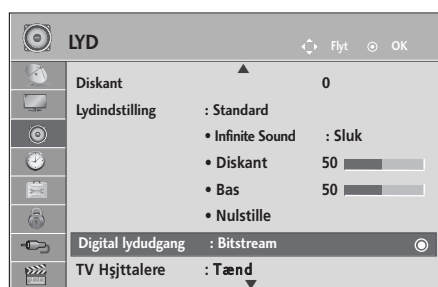 LYD Flyt OK
Diskant 0
Lydindstilling : Standard
• Infinite Sound : Sluk
• Diskant 50
• Bas 50
• Nulstille
Digital lydudgang : Bitstream
TV Hşjttalere : Tænd